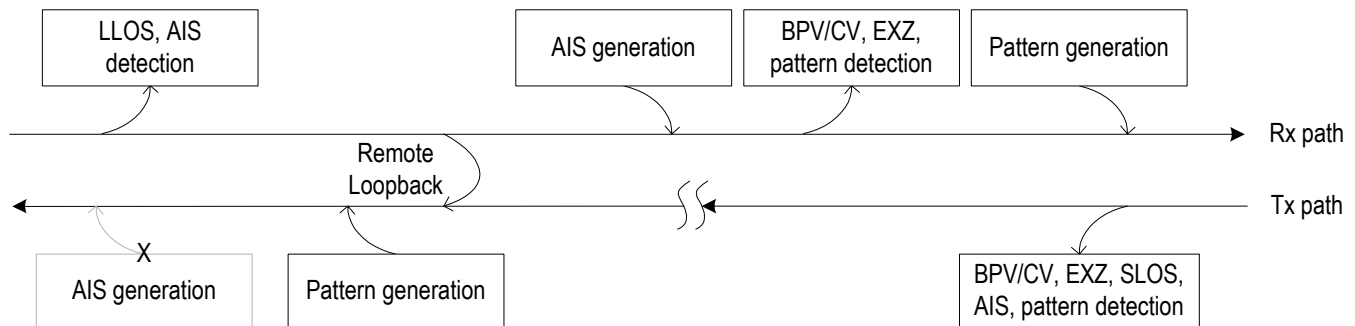 LLOS, AIS
detection
AIS generation
BPV/CV, EXZ,
pattern detection
Pattern generation
Rx path
Remote
Loopback
Tx path
X
AIS generation
Pattern generation
BPV/CV, EXZ, SLOS,
AIS, pattern detection